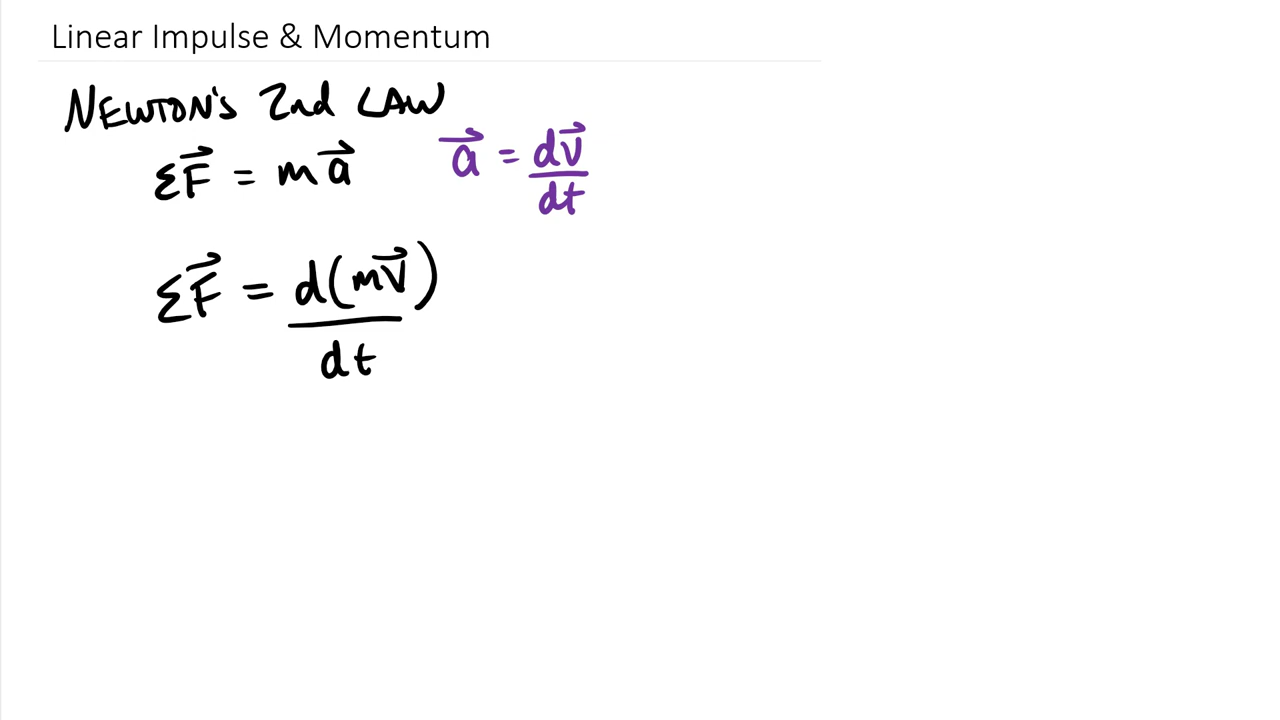 Linear Impulse & Momentum
NEWTON'S 2nd LAW
ΣF⃗ = ma⃗
a⃗ = dv⃗/dt
ΣF⃗ = d(mv⃗)/dt